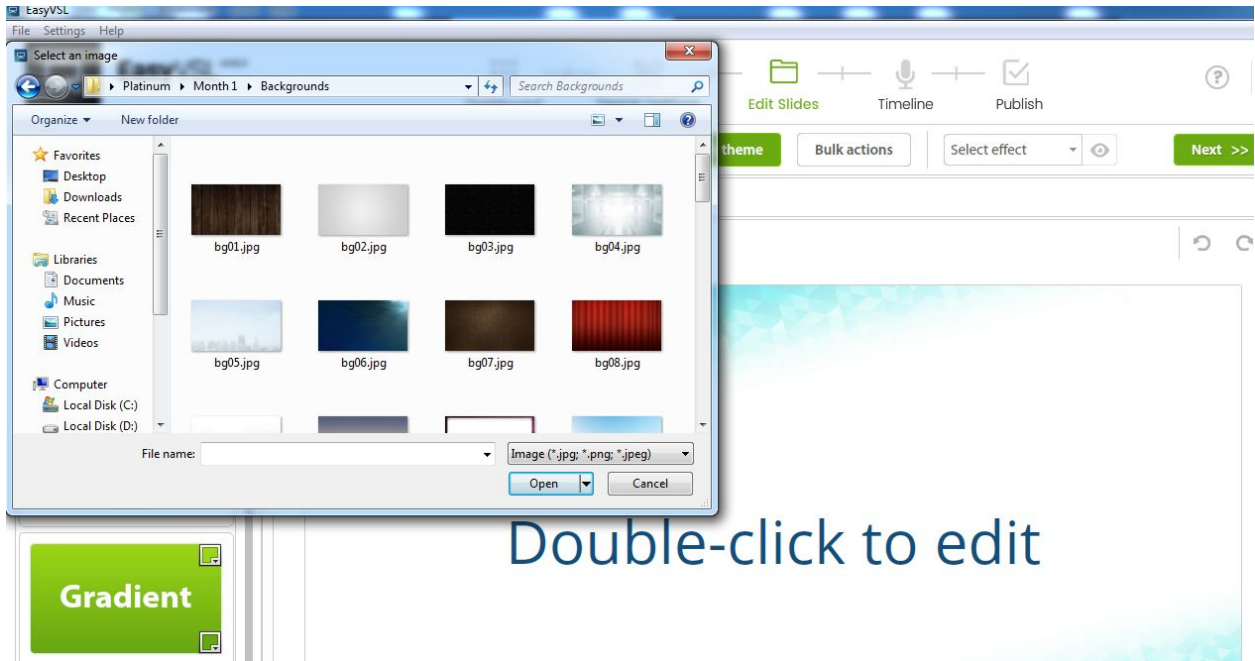 EasyVSL
File Settings Help
Select an image
Platinum Month 1 Backgrounds
Search Backgrounds
Organize New folder
Favorites
Desktop
Downloads
Recent Places
Libraries
Documents
Music
Pictures
Videos
Computer
Local Disk (C:)
Local Disk (D:)
bg01.jpg bg02.jpg bg03.jpg bg04.jpg
bg05.jpg bg06.jpg bg07.jpg bg08.jpg
File name:
Image (*.jpg; *.png; *.jpeg)
Open Cancel
Edit Slides Timeline Publish
?
theme Bulk actions Select effect Next >>
Double-click to edit
Gradient